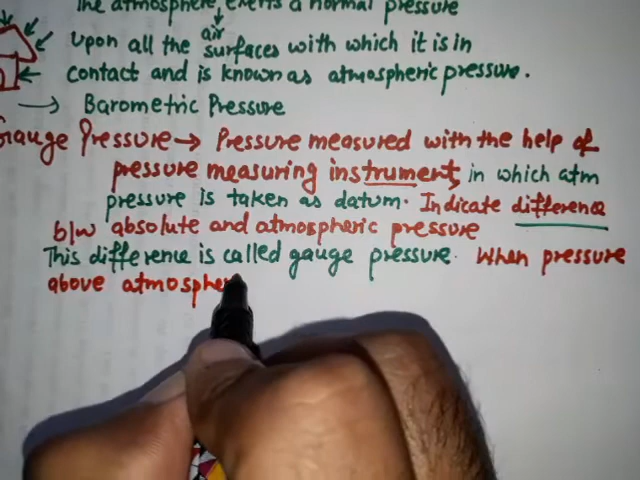 The atmosphere exerts a normal pressure
upon all the air surfaces with which it is in
contact and is known as atmospheric pressure.
→ Barometric Pressure
Gauge Pressure → Pressure measured with the help of
pressure measuring instrument, in which atm
pressure is taken as datum. Indicate difference
b/w absolute and atmospheric pressure
This difference is called gauge pressure. When pressure
above atmosphe